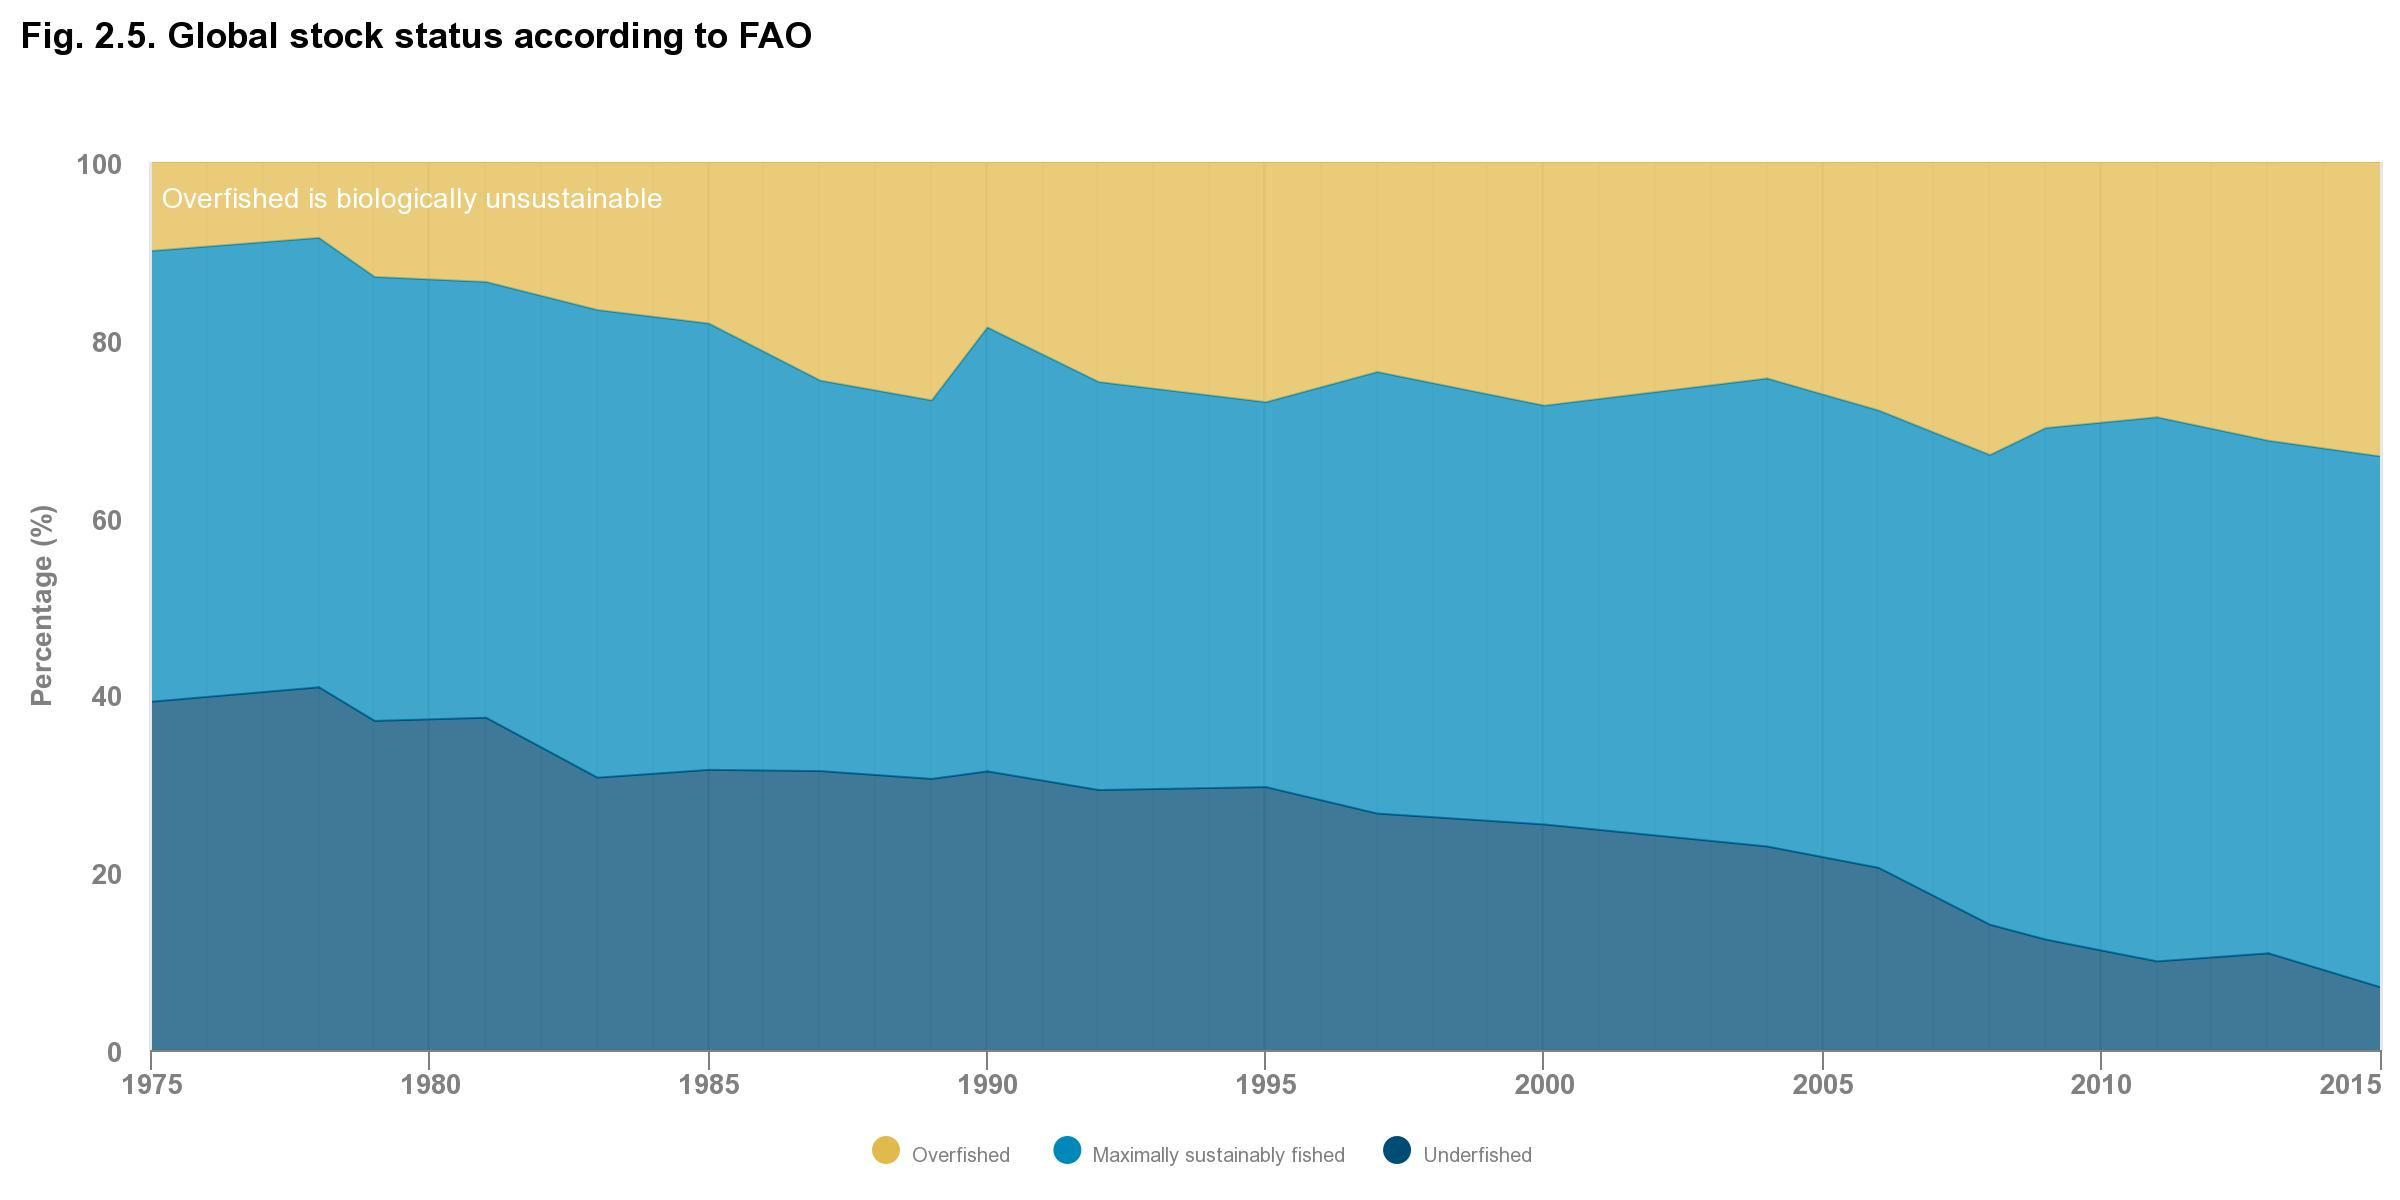 Fig. 2.5. Global stock status according to FAO
Overfished is biologically unsustainable
Percentage (%)
100
80
60
40
20
0
1975 1980 1985 1990 1995 2000 2005 2010 2015
Overfished Maximally sustainably fished Underfished